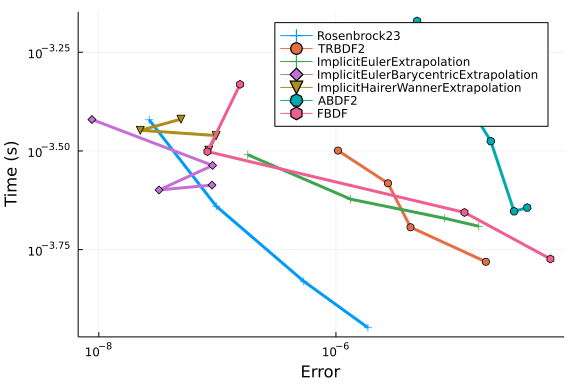 Rosenbrock23
TRBDF2
ImplicitEulerExtrapolation
ImplicitEulerBarycentricExtrapolation
ImplicitHairerWannerExtrapolation
ABDF2
FBDF
10^-3.25
10^-3.50
10^-3.75
Time (s)
10^-8
10^-6
Error